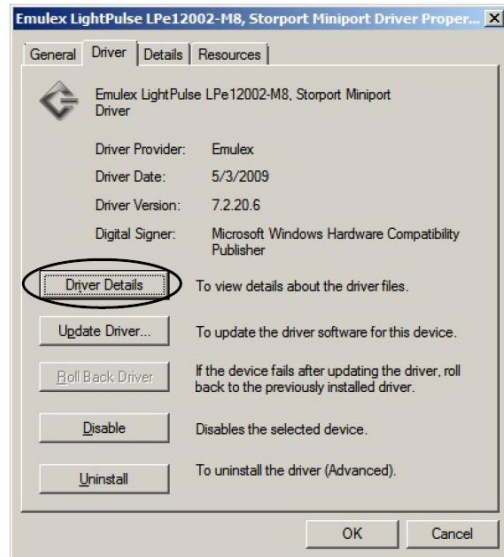 Emulex LightPulse LPe12002-M8, Storport Miniport Driver Proper...
General Driver Details Resources
Emulex LightPulse LPe12002-M8, Storport Miniport
Driver
Driver Provider: Emulex
Driver Date: 5/3/2009
Driver Version: 7.2.20.6
Digital Signer: Microsoft Windows Hardware Compatibility
Publisher
Driver Details To view details about the driver files.
Update Driver... To update the driver software for this device.
Roll Back Driver If the device fails after updating the driver, roll
back to the previously installed driver.
Disable Disables the selected device.
Uninstall To uninstall the driver (Advanced).
OK Cancel